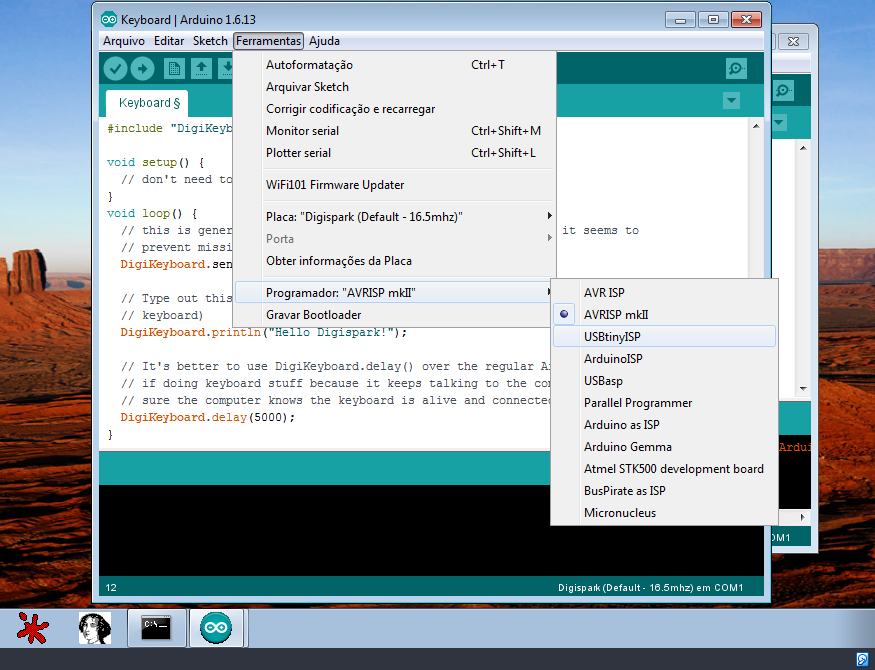 Keyboard | Arduino 1.6.13
Arquivo Editar Sketch Ferramentas Ajuda
Autoformatação Ctrl+T
Arquivar Sketch
Corrigir codificação e recarregar
Monitor serial Ctrl+Shift+M
Plotter serial Ctrl+Shift+L
WiFi101 Firmware Updater
Placa: "Digispark (Default - 16.5mhz)"
Porta
Obter informações da Placa
Programador: "AVRISP mkII"
Gravar Bootloader
AVR ISP
AVRISP mkII
USBtinyISP
ArduinoISP
USBasp
Parallel Programmer
Arduino as ISP
Arduino Gemma
Atmel STK500 development board
BusPirate as ISP
Micronucleus
Keyboard §
#include "DigiKeyb
void setup() {
// don't need to
}
void loop() {
// this is gener it seems to
// prevent missi
DigiKeyboard.sen
// Type out this
// keyboard)
DigiKeyboard.println("Hello Digispark!");
// It's better to use DigiKeyboard.delay() over the regular A
// if doing keyboard stuff because it keeps talking to the co
// sure the computer knows the keyboard is alive and connecte
DigiKeyboard.delay(5000);
}
Ardui
OM1
12 Digispark (Default - 16.5mhz) em COM1
C:\_